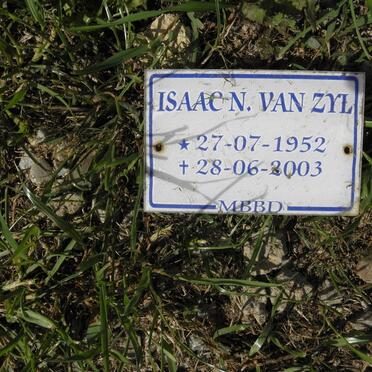 ISAAC N. VAN ZYL
★ 27-07-1952
✝ 28-06-2003
MBBD